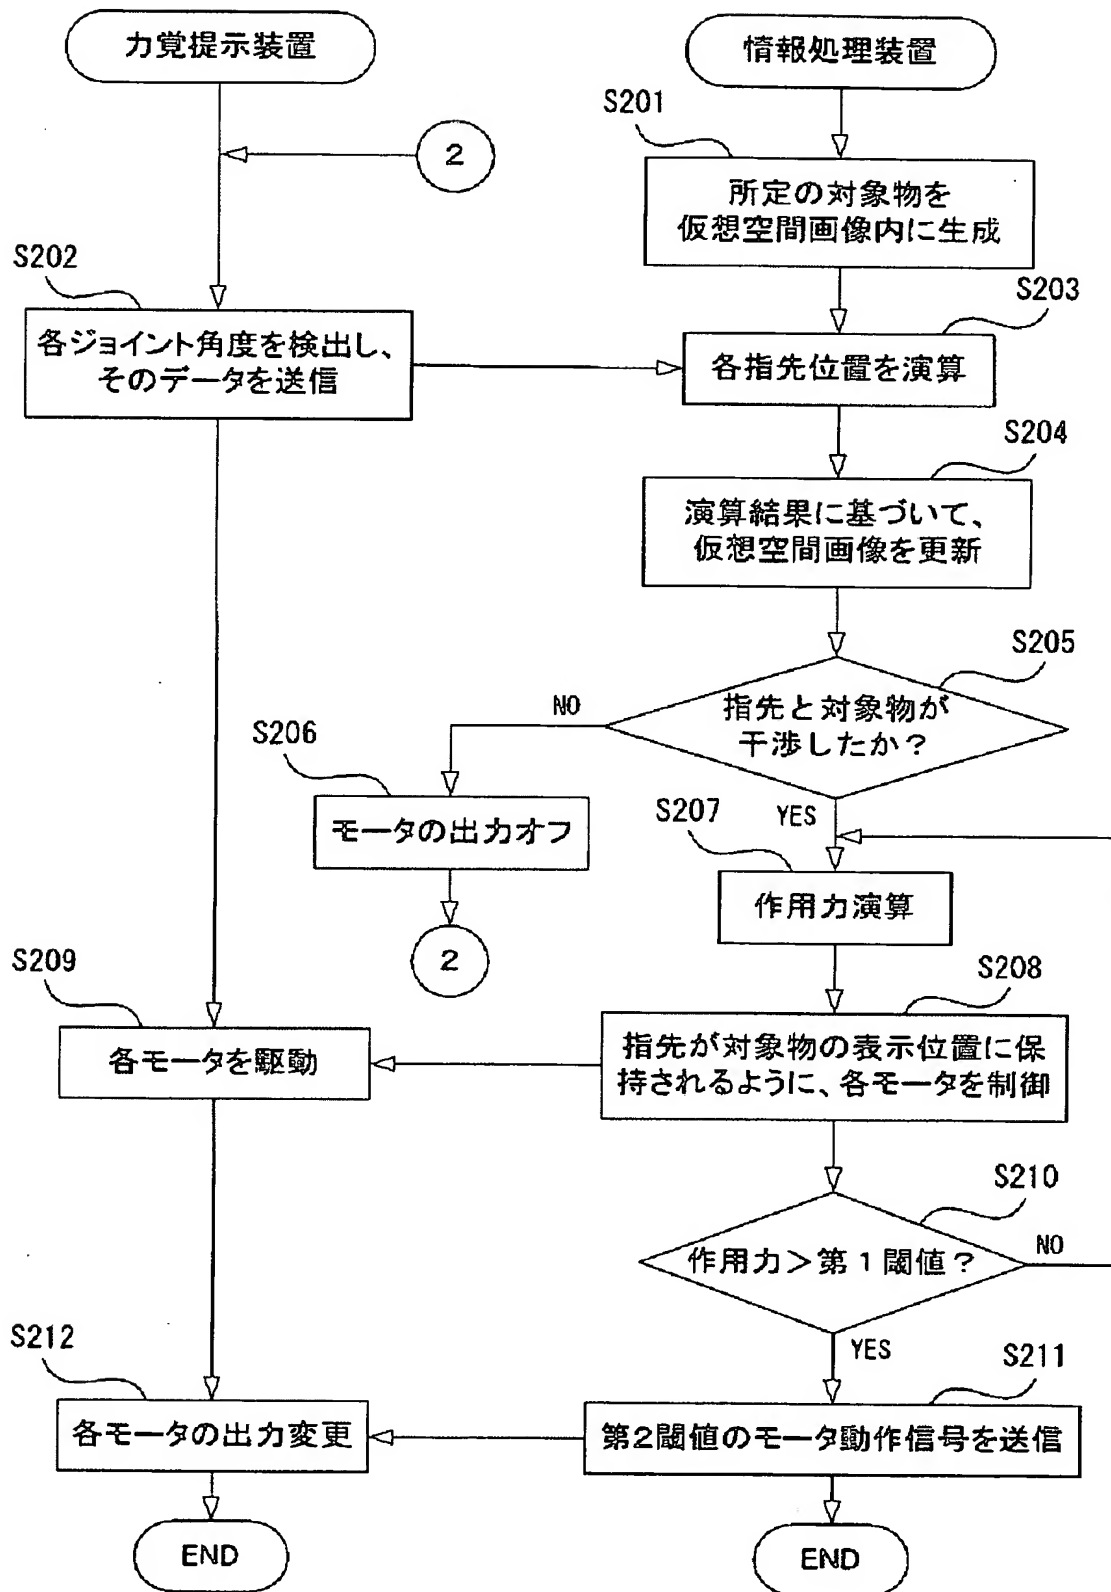 力覚提示装置
情報処理装置
S201
2
所定の対象物を
仮想空間画像内に生成
S202
S203
各ジョイント角度を検出し、
そのデータを送信
各指先位置を演算
S204
演算結果に基づいて、
仮想空間画像を更新
S205
NO
指先と対象物が
干渉したか?
S206
モータの出力オフ
YES
S207
作用力演算
2
S209
S208
各モータを駆動
指先が対象物の表示位置に保
持されるように、各モータを制御
S210
作用力>第1閾値?
NO
S212
YES
S211
各モータの出力変更
第2閾値のモータ動作信号を送信
END
END